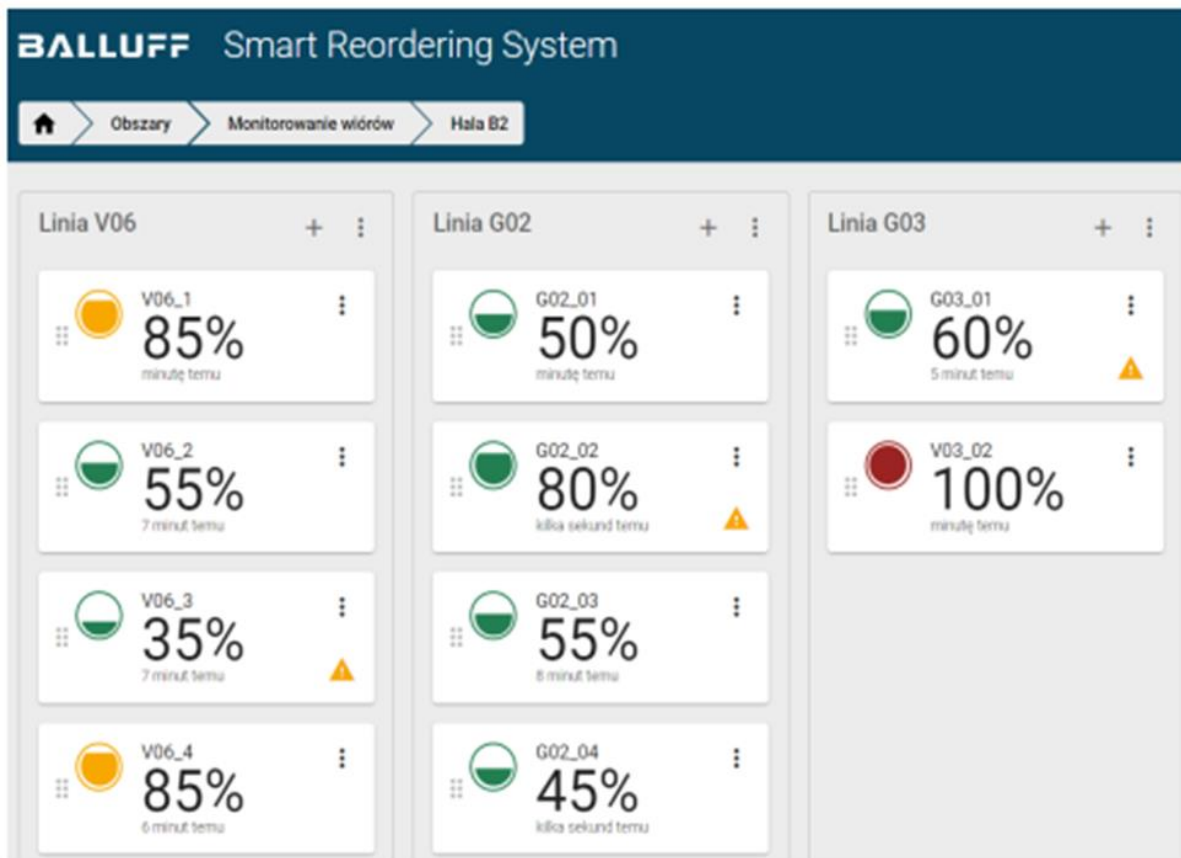 BALLUFF Smart Reordering System
Obszary Monitorowanie wiórów Hala B2
Linia V06 +
V06_1
85%
minutę temu
V06_2
55%
7 minut temu
V06_3
35%
7 minut temu
V06_4
85%
6 minut temu
Linia G02 +
G02_01
50%
minutę temu
G02_02
80%
kilka sekund temu
G02_03
55%
8 minut temu
G02_04
45%
kilka sekund temu
Linia G03 +
G03_01
60%
5 minut temu
V03_02
100%
minutę temu